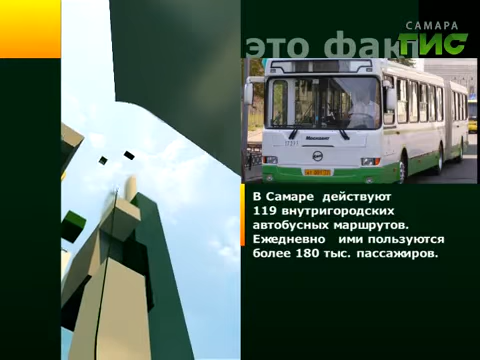 САМАРА
ГИС
это факт
В Самаре действуют
119 внутригородских
автобусных маршрутов.
Ежедневно ими пользуются
более 180 тыс. пассажиров.